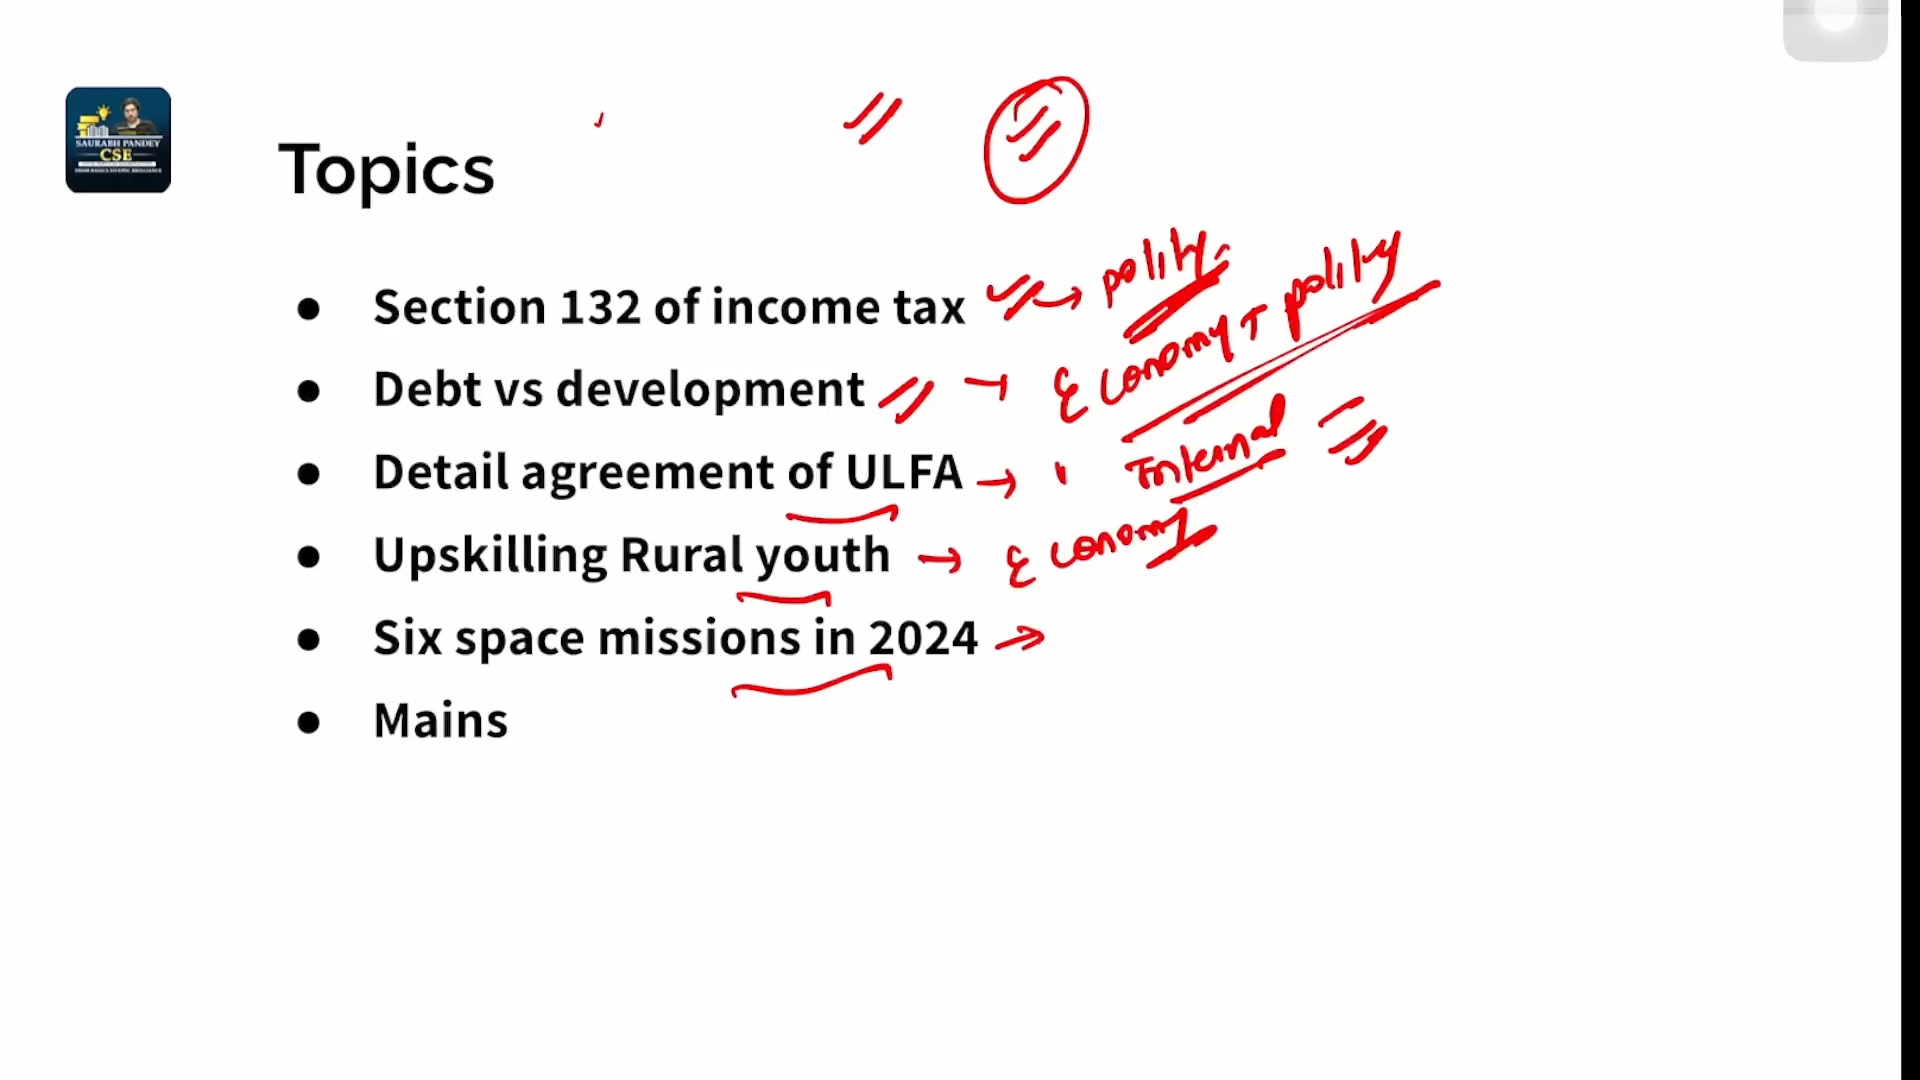 SAURABH PANDEY
CSE
Topics
● Section 132 of income tax → polity
● Debt vs development → Economy + polity
● Detail agreement of ULFA → Internal
● Upskilling Rural youth → Economy
● Six space missions in 2024 →
● Mains